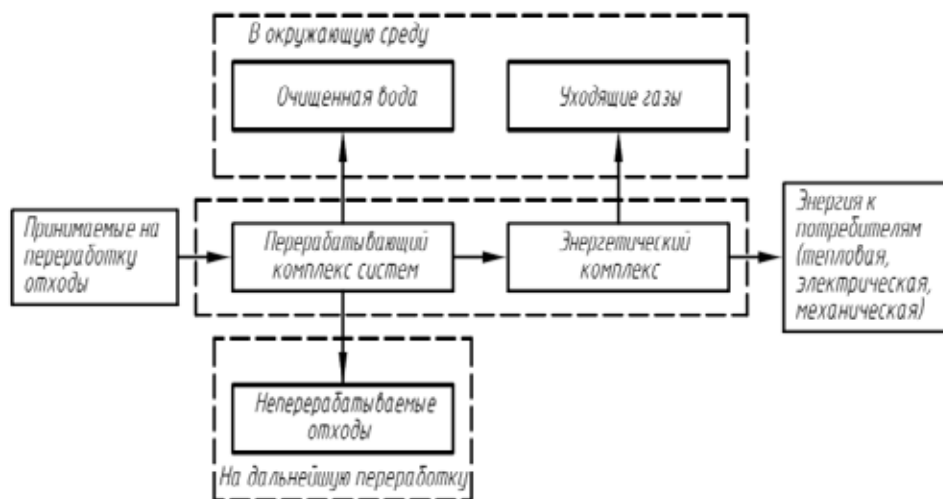 В окружающую среду
Очищенная вода
Уходящие газы
Принимаемые на
переработку
отходы
Перерабатывающий
комплекс систем
Энергетический
комплекс
Энергия к
потребителям
(тепловая,
электрическая,
механическая)
Неперерабатываемые
отходы
На дальнейшую переработку